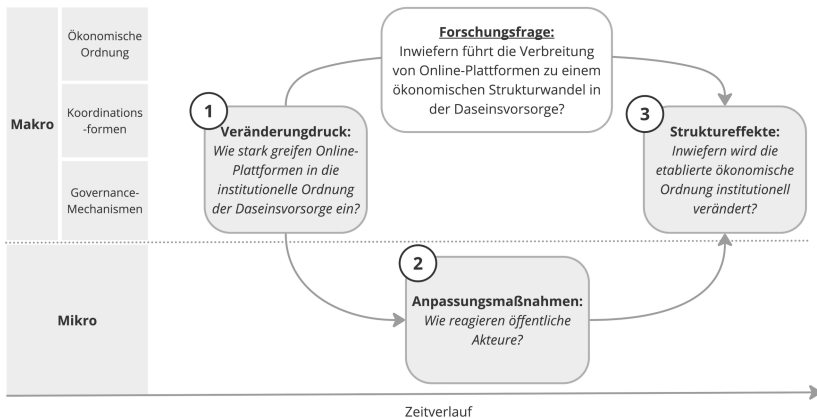 Makro
Ökonomische
Ordnung
Koordinations
-formen
Governance-
Mechanismen
Forschungsfrage:
Inwiefern führt die Verbreitung
von Online-Plattformen zu einem
ökonomischen Strukturwandel in
der Daseinsvorsorge?
1
Veränderungdruck:
Wie stark greifen Online-
Plattformen in die
institutionelle Ordnung
der Daseinsvorsorge ein?
3
Struktureffekte:
Inwiefern wird die
etablierte ökonomische
Ordnung institutionell
verändert?
Mikro
2
Anpassungsmaßnahmen:
Wie reagieren öffentliche
Akteure?
Zeitverlauf